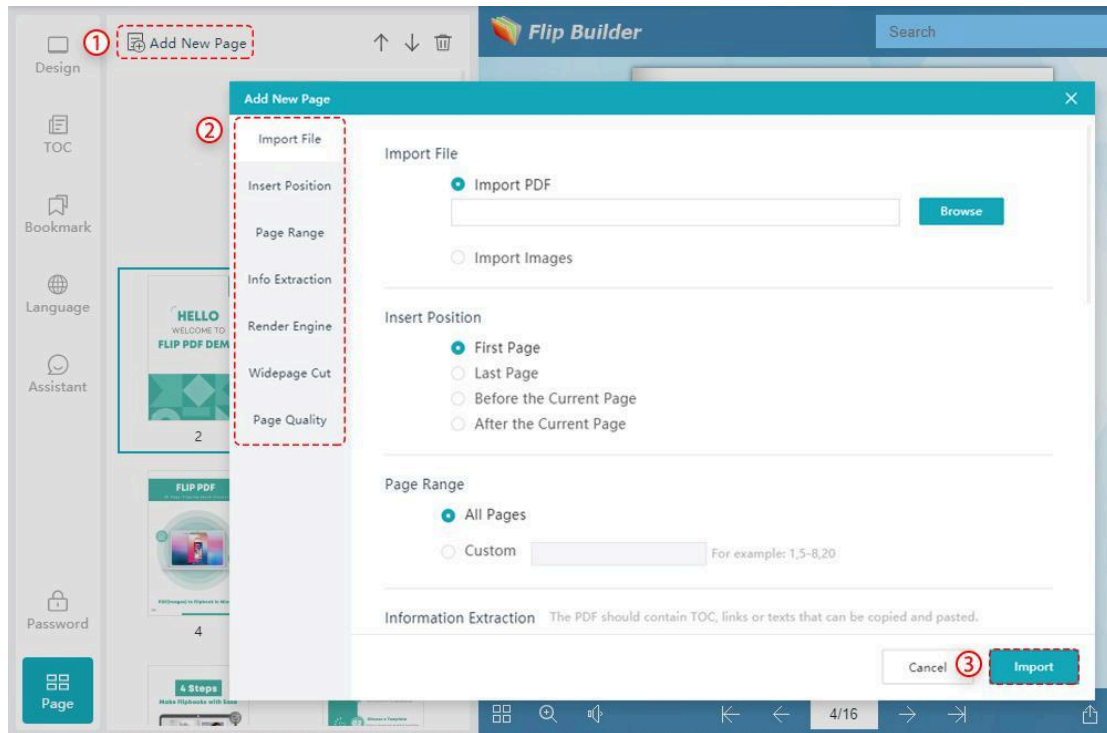 ① Add New Page
Flip Builder
Search
Design
TOC
Bookmark
Language
Assistant
Password
Page
HELLO
WELCOME TO
FLIP PDF DEM
2
FLIP PDF
4
4 Steps
Make Flipbooks with Ease
Choose a Template
Add New Page
②
Import File
Insert Position
Page Range
Info Extraction
Render Engine
Widepage Cut
Page Quality
Import File
Import PDF
Browse
Import Images
Insert Position
First Page
Last Page
Before the Current Page
After the Current Page
Page Range
All Pages
Custom For example: 1,5-8,20
Information Extraction The PDF should contain TOC, links or texts that can be copied and pasted.
Cancel ③ Import
4/16